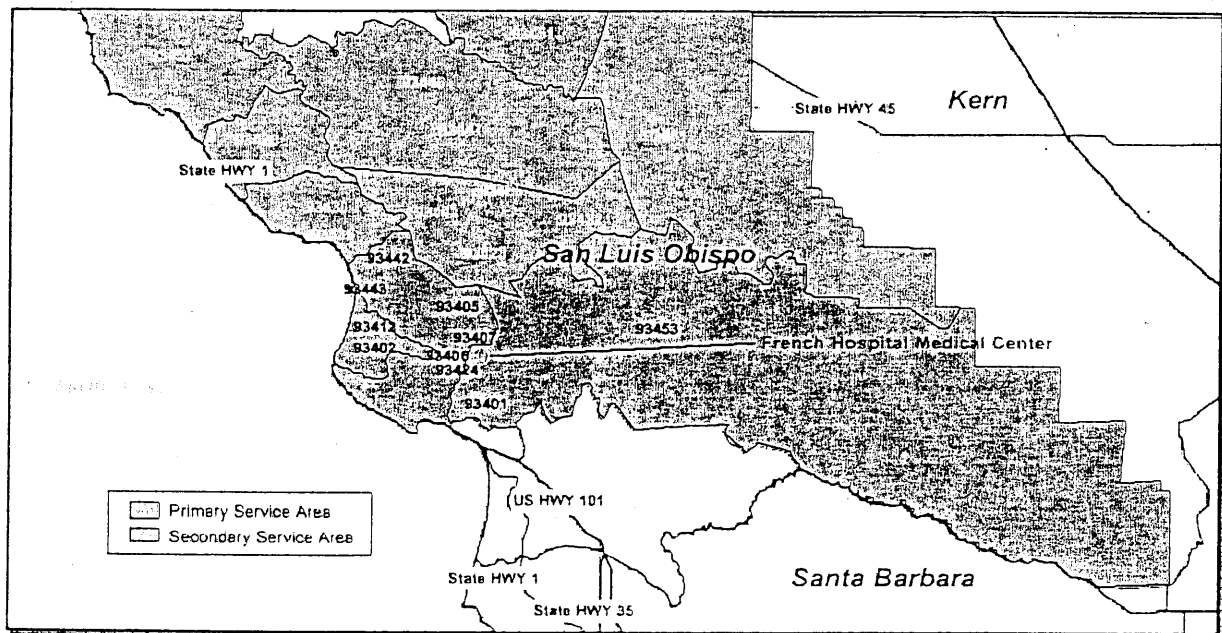 Kern
State HWY 45
State HWY 1
San Luis Obispo
93442
93443
93405
93412
93453
93407
French Hospital Medical Center
93402
93406
93424
93401
Primary Service Area
Secondary Service Area
US HWY 101
State HWY 1
Santa Barbara
State HWY 35